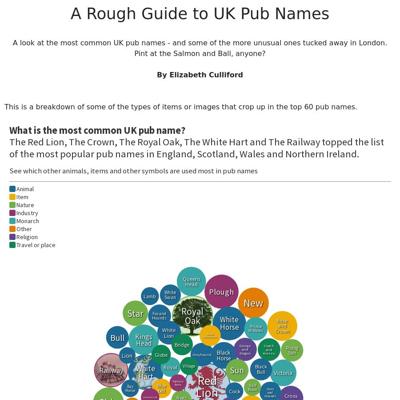 A Rough Guide to UK Pub Names
A look at the most common UK pub names - and some of the more unusual ones tucked away in London.
Pint at the Salmon and Ball, anyone?
By Elizabeth Culliford
This is a breakdown of some of the types of items or images that crop up in the top 60 pub names.
What is the most common UK pub name?
The Red Lion, The Crown, The Royal Oak, The White Hart and The Railway topped the
list of the most popular pub names in England, Scotland, Wales and Northern Ireland.
See which other animals, items and other symbols are used most in pub names
Animal
Item
Nature
Industry
Monarch
Other
Religion
Travel or place
Queens
Head
Plough
Lamb
White
Swan
New
Star
Royal
Oak
White
Horse
Rose
and
Crown
Bull
Kings
Head
White
Lion
Bridge
Lion
Globe
Greyhound
Black
Horse
Railway
White
Hart
Royal
Village
Sun
Black
Bull
Victoria
Red
Lion
Cock
Cross